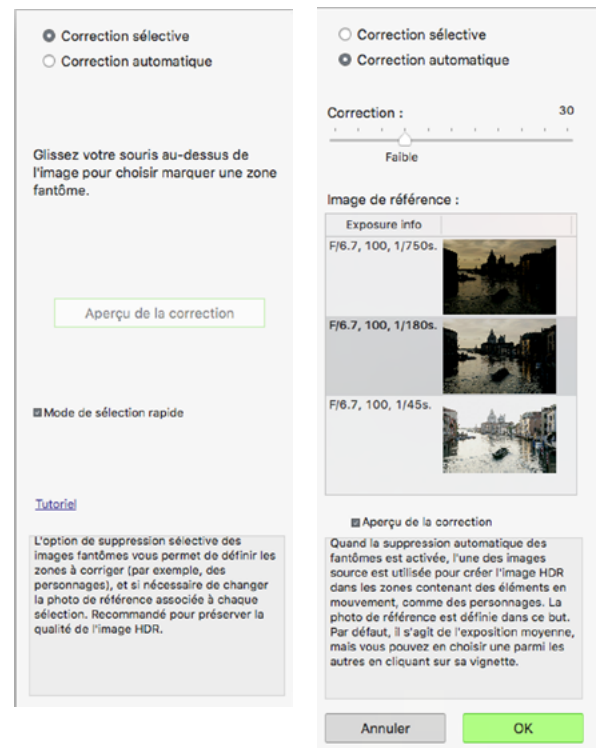 Correction sélective
Correction automatique
Glissez votre souris au-dessus de
l'image pour choisir marquer une zone
fantôme.
Aperçu de la correction
Mode de sélection rapide
Tutoriel
L'option de suppression sélective des
images fantômes vous permet de définir les
zones à corriger (par exemple, des
personnages), et si nécessaire de changer
la photo de référence associée à chaque
sélection. Recommandé pour préserver la
qualité de l'image HDR.
Correction sélective
Correction automatique
Correction : 30
Faible
Image de référence :
Exposure info
F/6.7, 100, 1/750s.
F/6.7, 100, 1/180s.
F/6.7, 100, 1/45s.
Aperçu de la correction
Quand la suppression automatique des
fantômes est activée, l'une des images
source est utilisée pour créer l'image HDR
dans les zones contenant des éléments en
mouvement, comme des personnages. La
photo de référence est définie dans ce but.
Par défaut, il s'agit de l'exposition moyenne,
mais vous pouvez en choisir une parmi les
autres en cliquant sur sa vignette.
Annuler OK